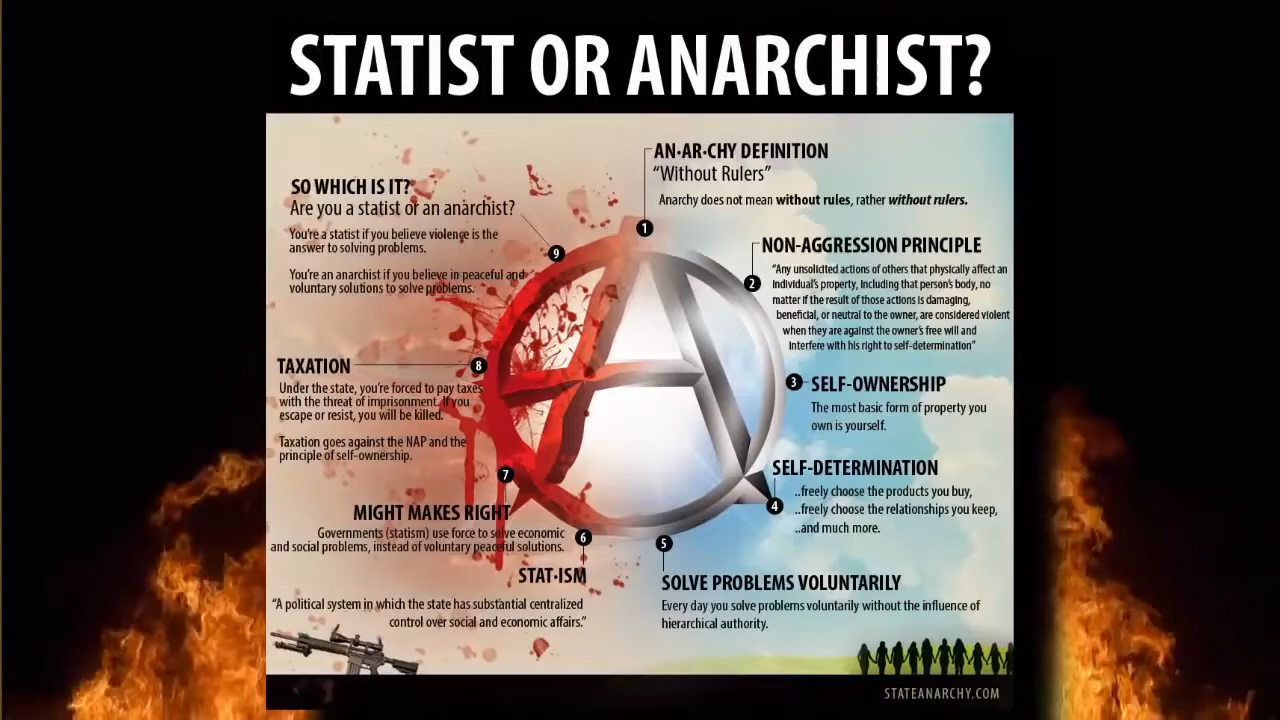 STATIST OR ANARCHIST?
1
AN·AR·CHY DEFINITION
“Without Rulers”
Anarchy does not mean without rules, rather without rulers.
2
NON-AGGRESSION PRINCIPLE
“Any unsolicited actions of others that physically affect an
individual’s property, including that person’s body, no
matter if the result of those actions is damaging,
beneficial, or neutral to the owner, are considered violent
when they are against the owner’s free will and
interfere with his right to self-determination”
3
SELF-OWNERSHIP
The most basic form of property you
own is yourself.
4
SELF-DETERMINATION
..freely choose the products you buy,
..freely choose the relationships you keep,
..and much more.
5
SOLVE PROBLEMS VOLUNTARILY
Every day you solve problems voluntarily without the influence of
hierarchical authority.
6
STAT·ISM
“A political system in which the state has substantial centralized
control over social and economic affairs.”
7
MIGHT MAKES RIGHT
Governments (statism) use force to solve economic
and social problems, instead of voluntary peaceful solutions.
8
TAXATION
Under the state, you’re forced to pay taxes
with the threat of imprisonment. If you
escape or resist, you will be killed.
Taxation goes against the NAP and the
principle of self-ownership.
9
SO WHICH IS IT?
Are you a statist or an anarchist?
You’re a statist if you believe violence is the
answer to solving problems.
You’re an anarchist if you believe in peaceful and
voluntary solutions to solve problems.
STATEANARCHY.COM